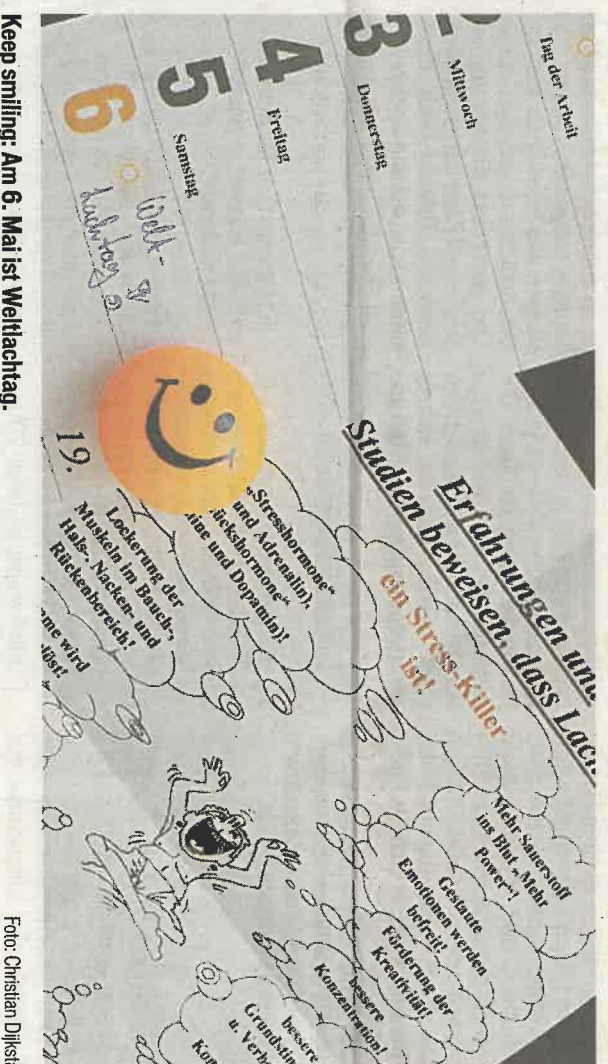 Tag der Arbeit
2
Mittwoch
3
Donnerstag
4
Freitag
5
Samstag
6
Welt-
Lachtag
19.
Erfahrungen und
Studien beweisen, dass
ein Stress-Killer
ist!
„Stresshormone“
und Adrenalin),
und Dopamin)!
Lockerung der
Muskeln im Bauch-,
Hals-, Nacken- und
Rückenbereich!
wird
Mehr Sauerstoff
ins Blut „Mehr
Power“!
Gestaute
Emotionen werden
befreit!
Förderung der
Kreativität!
bessere
Konzentration!
bessere
u.
Keep smiling: Am 6. Mai ist Weltlachtag.
Foto: Christian